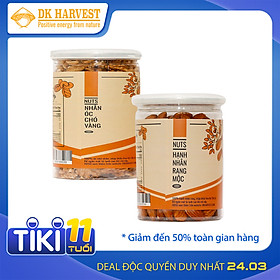 DK HARVEST
Positive energy from nature
NUTS
NHÂN
ÓC
CHÓ
VÀNG
NUTS
HẠNH
NHÂN
RANG
MỘC
TIKI 11 TUỔI
* Giảm đến 50% toàn gian hàng
DEAL ĐỘC QUYỀN DUY NHẤT 24.03